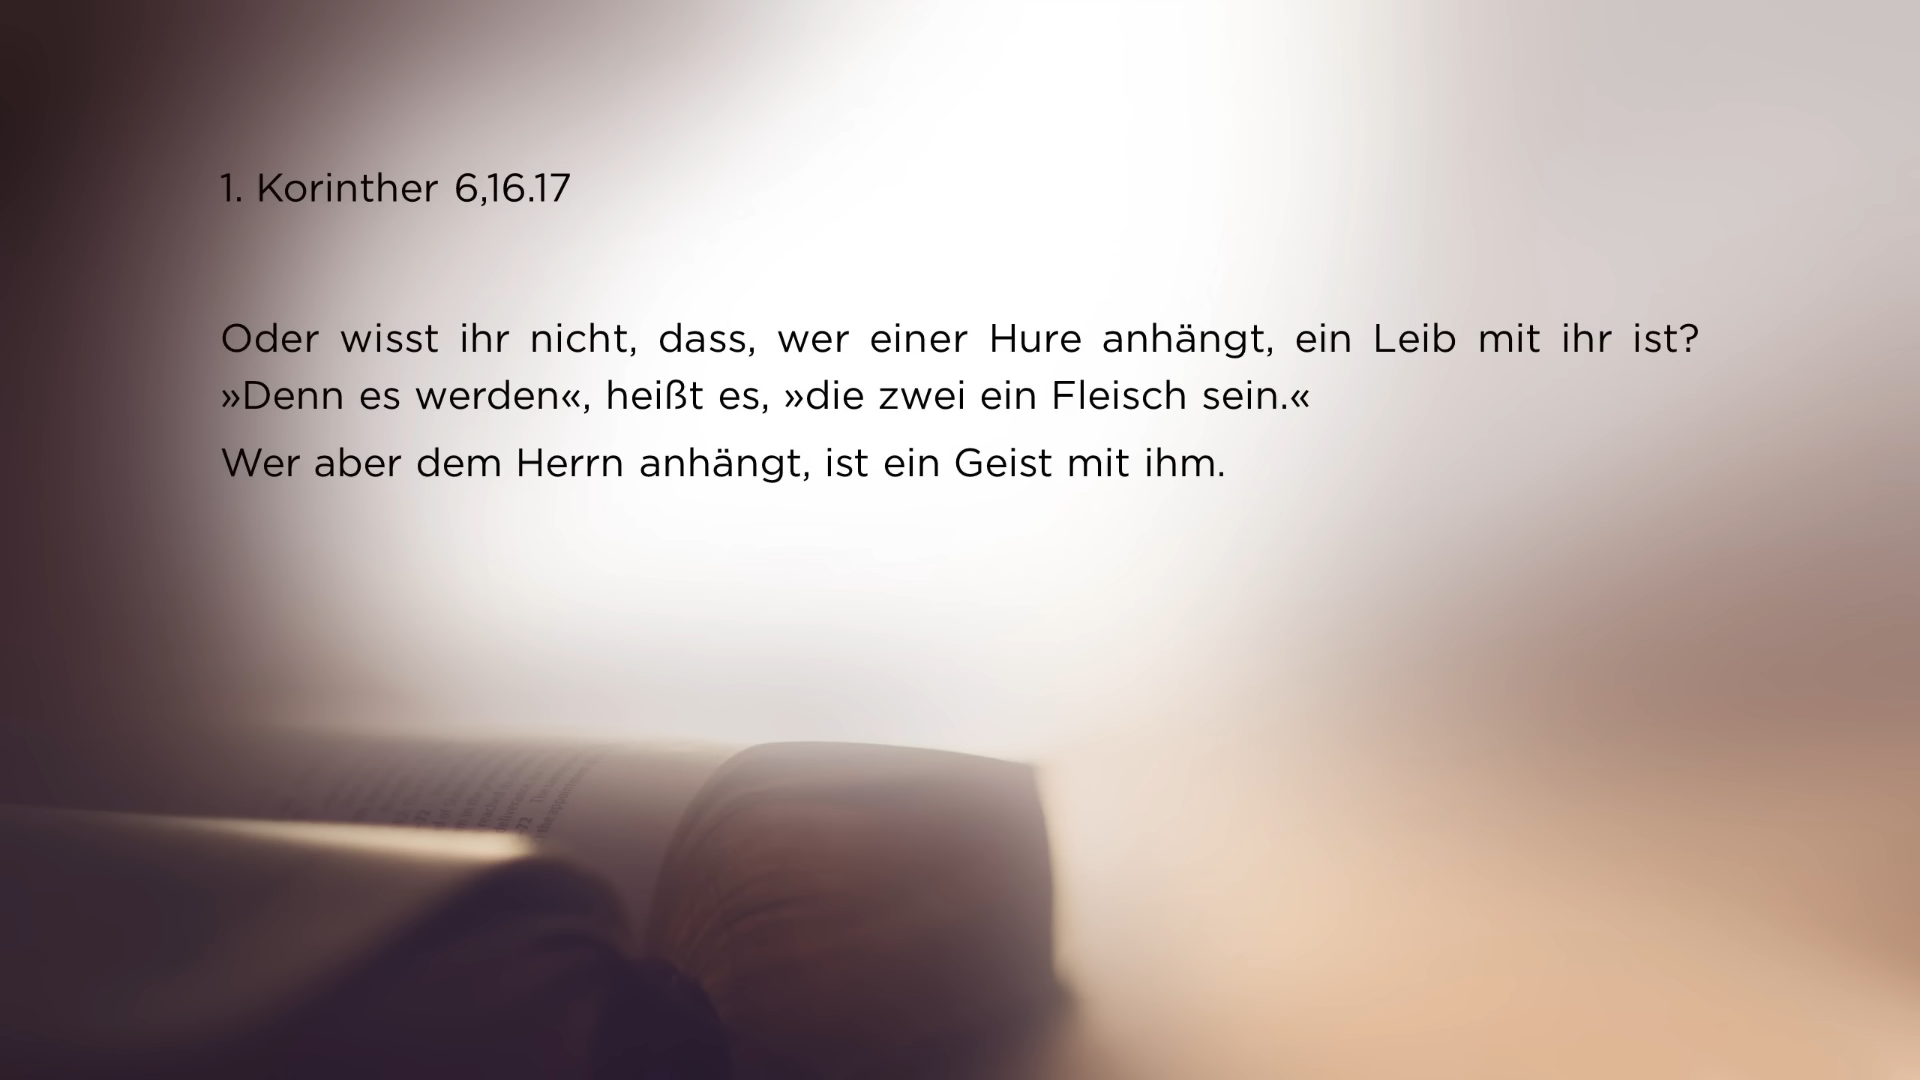 1. Korinther 6,16.17
Oder wisst ihr nicht, dass, wer einer Hure anhängt, ein Leib mit ihr ist?
»Denn es werden«, heißt es, »die zwei ein Fleisch sein.«
Wer aber dem Herrn anhängt, ist ein Geist mit ihm.